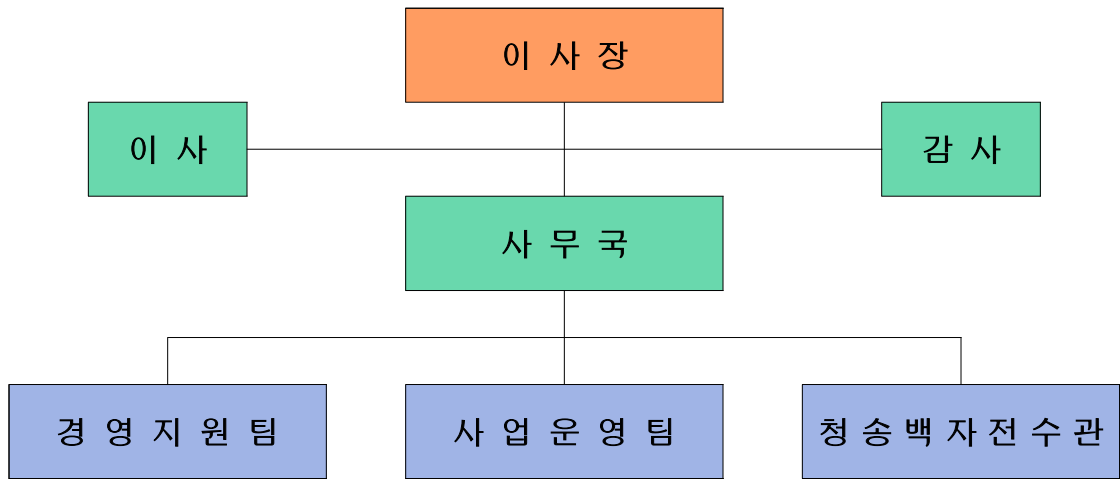 이 사 장
이 사
감 사
사 무 국
경 영 지 원 팀
사 업 운 영 팀
청 송 백 자 전 수 관